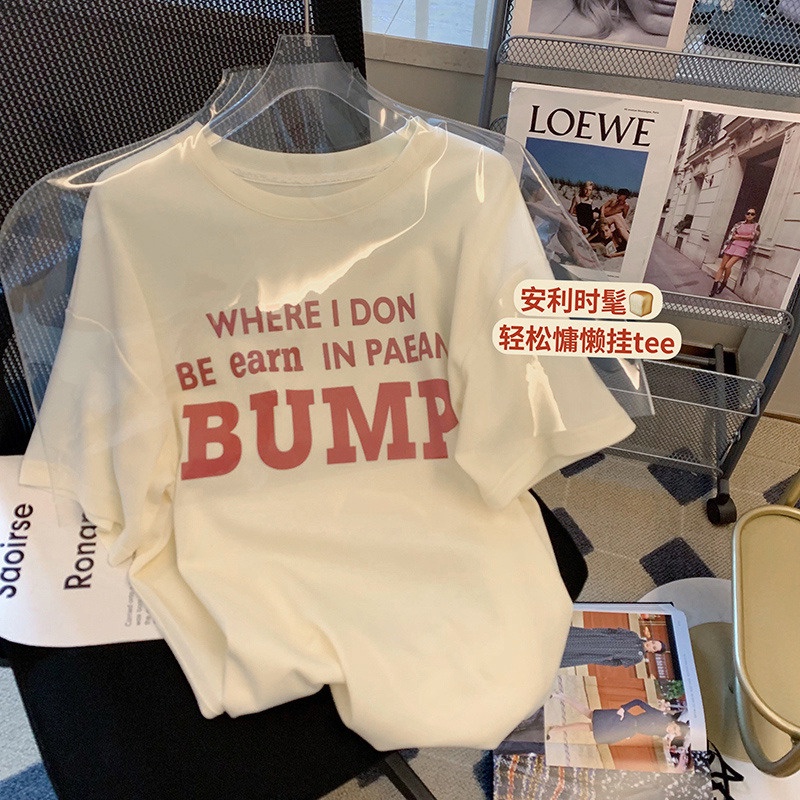 LOEWE
安利时髦🍞
轻松慵懒挂tee
WHERE I DON
BE earn IN PAEAN
BUMP
Saoirse
Ronan